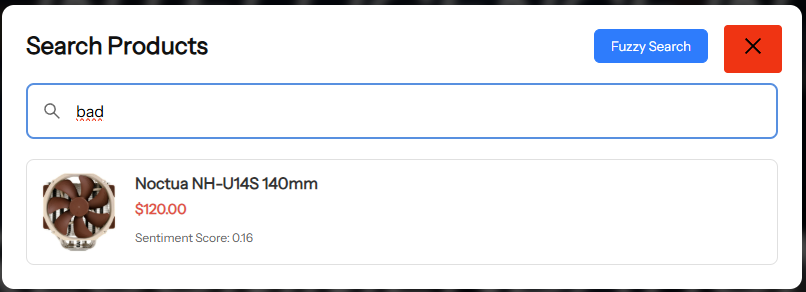 Search Products
Fuzzy Search
bad
Noctua NH-U14S 140mm
$120.00
Sentiment Score: 0.16